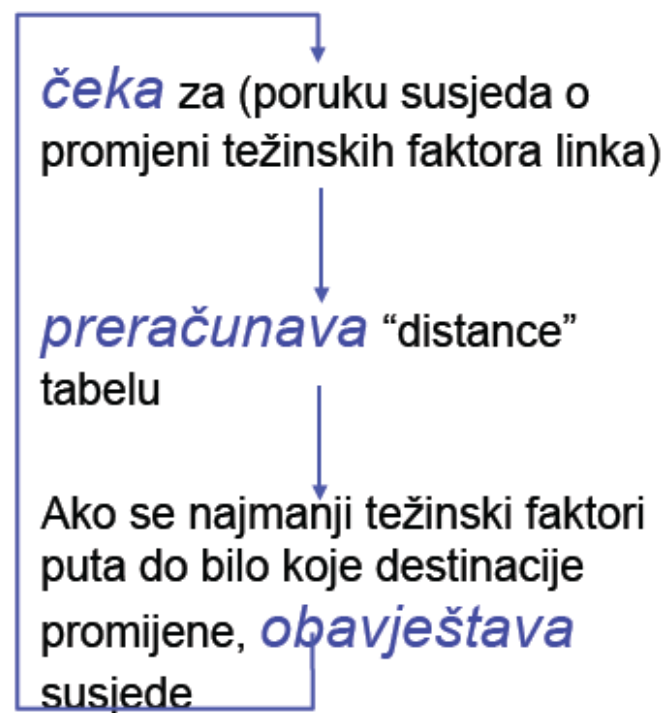 čeka za (poruku susjeda o
promjeni težinskih faktora linka)
preračunava “distance”
tabelu
Ako se najmanji težinski faktori
puta do bilo koje destinacije
promijene, obavještava
susjede